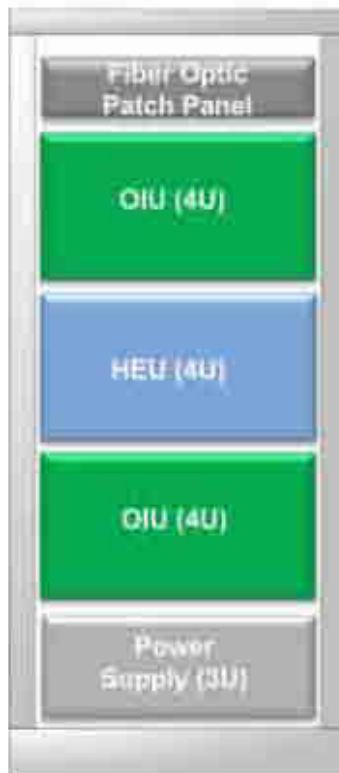 Fiber Optic
Patch Panel
OIU (4U)
HEU (4U)
OIU (4U)
Power
Supply (3U)